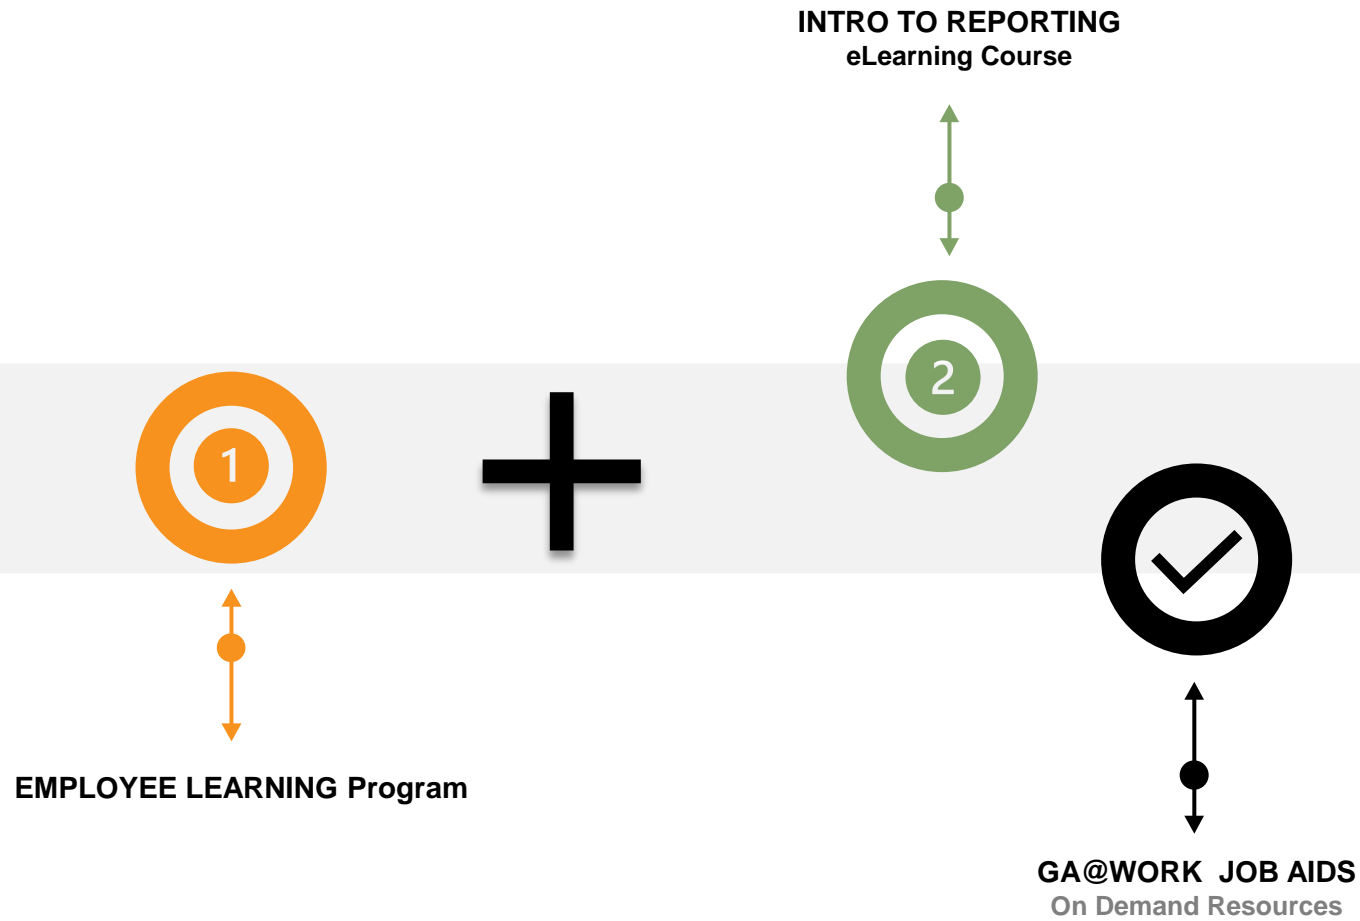 INTRO TO REPORTING
eLearning Course
2
1
EMPLOYEE LEARNING Program
GA@WORK  JOB AIDS
On Demand Resources